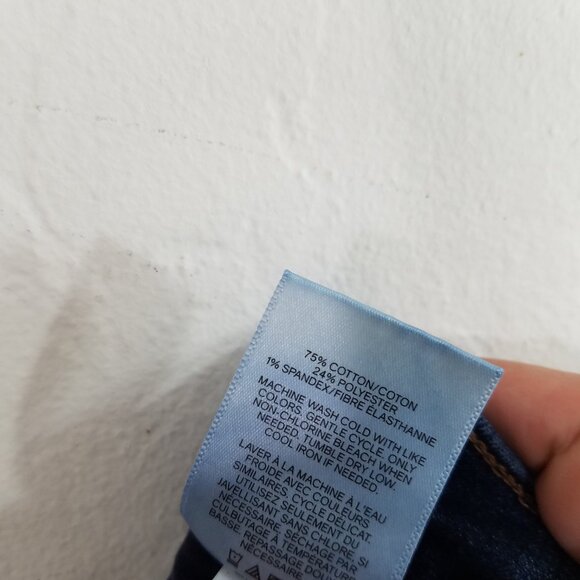 75% COTTON/COTON
24% POLYESTER
1% SPANDEX/FIBRE ÉLASTHANNE
MACHINE WASH COLD WITH LIKE
COLORS. GENTLE CYCLE. ONLY
NON-CHLORINE BLEACH WHEN
NEEDED. TUMBLE DRY LOW.
COOL IRON IF NEEDED.
LAVER À LA MACHINE À L'EAU
FROIDE AVEC COULEURS
SIMILAIRES. CYCLE DÉLICAT.
UTILISEZ SEULEMENT UN
SANS CHLORE SI
SÉCHAGE PAR
CULBUTAGE À TEMPÉRATURE
BASSE. REPASSAGE DOUX
NÉCESSAIRE.